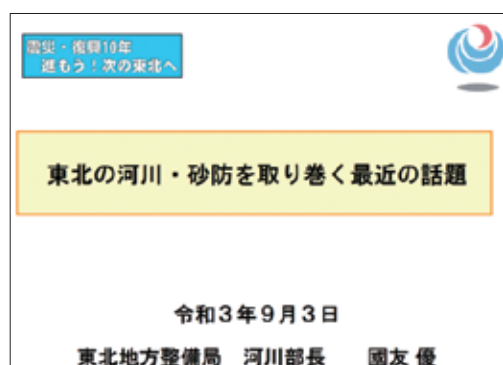 震災・復興10年
進もう！次の東北へ
東北の河川・砂防を取り巻く最近の話題
令和3年9月3日
東北地方整備局　河川部長　　國友 優